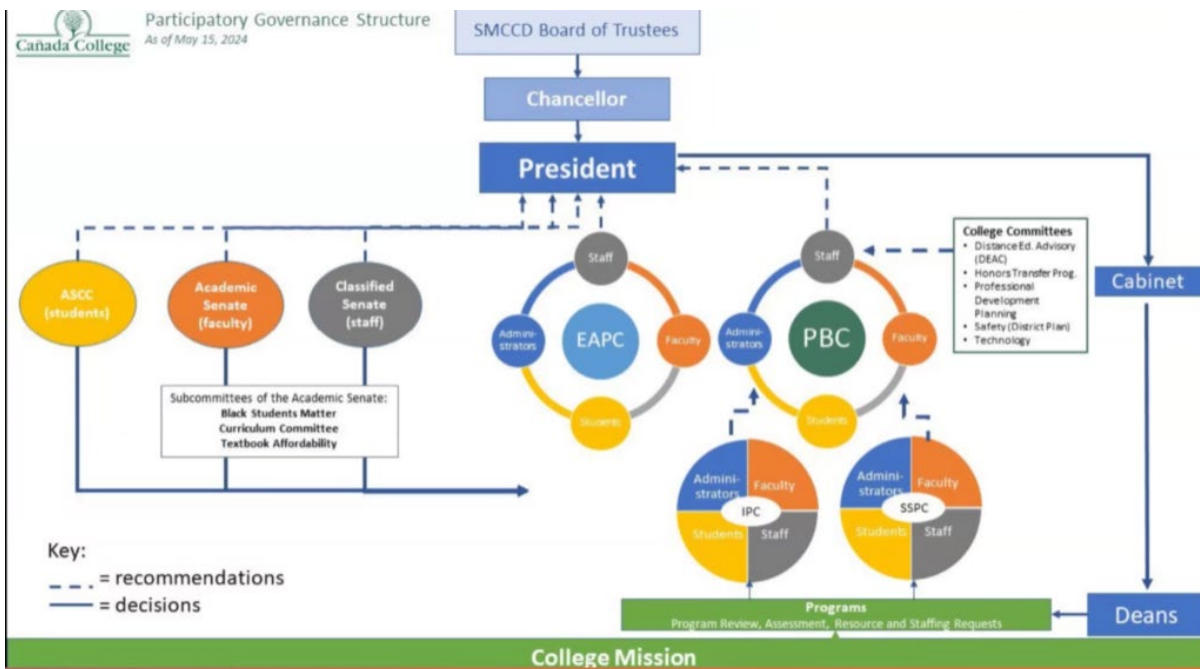 Cañada College
Participatory Governance Structure
As of May 15, 2024
SMCCD Board of Trustees
Chancellor
President
College Committees
• Distance Ed. Advisory
(DEAC)
• Honors Transfer Prog.
• Professional
Development
Planning
• Safety (District Plan)
• Technology
Cabinet
ASCC
(students)
Academic
Senate
(faculty)
Classified
Senate
(staff)
Staff
Admini-
strators
EAPC
Faculty
Students
Staff
Admini-
strators
PBC
Faculty
Students
Subcommittees of the Academic Senate:
Black Students Matter
Curriculum Committee
Textbook Affordability
Admini-
strators
Faculty
IPC
Students
Staff
Admini-
strators
Faculty
SSPC
Students
Staff
Key:
= recommendations
= decisions
Programs
Program Review, Assessment, Resource and Staffing Requests
Deans
College Mission